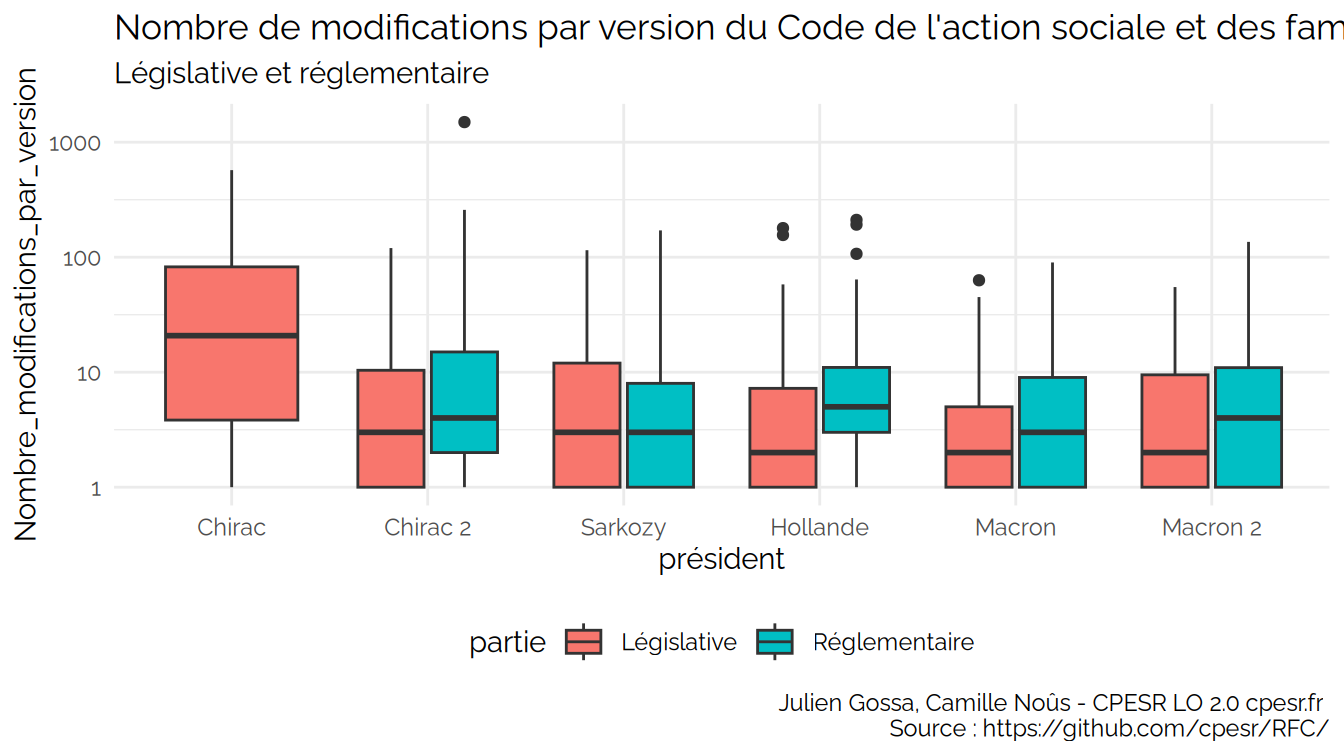 Nombre de modifications par version du Code de l'action sociale et des fam
Législative et réglementaire
Nombre_modifications_par_version
1000
100
10
1
Chirac
Chirac 2
Sarkozy
Hollande
Macron
Macron 2
président
partie
Législative
Réglementaire
Julien Gossa, Camille Noûs - CPESR LO 2.0 cpesr.fr
Source : https://github.com/cpesr/RFC/